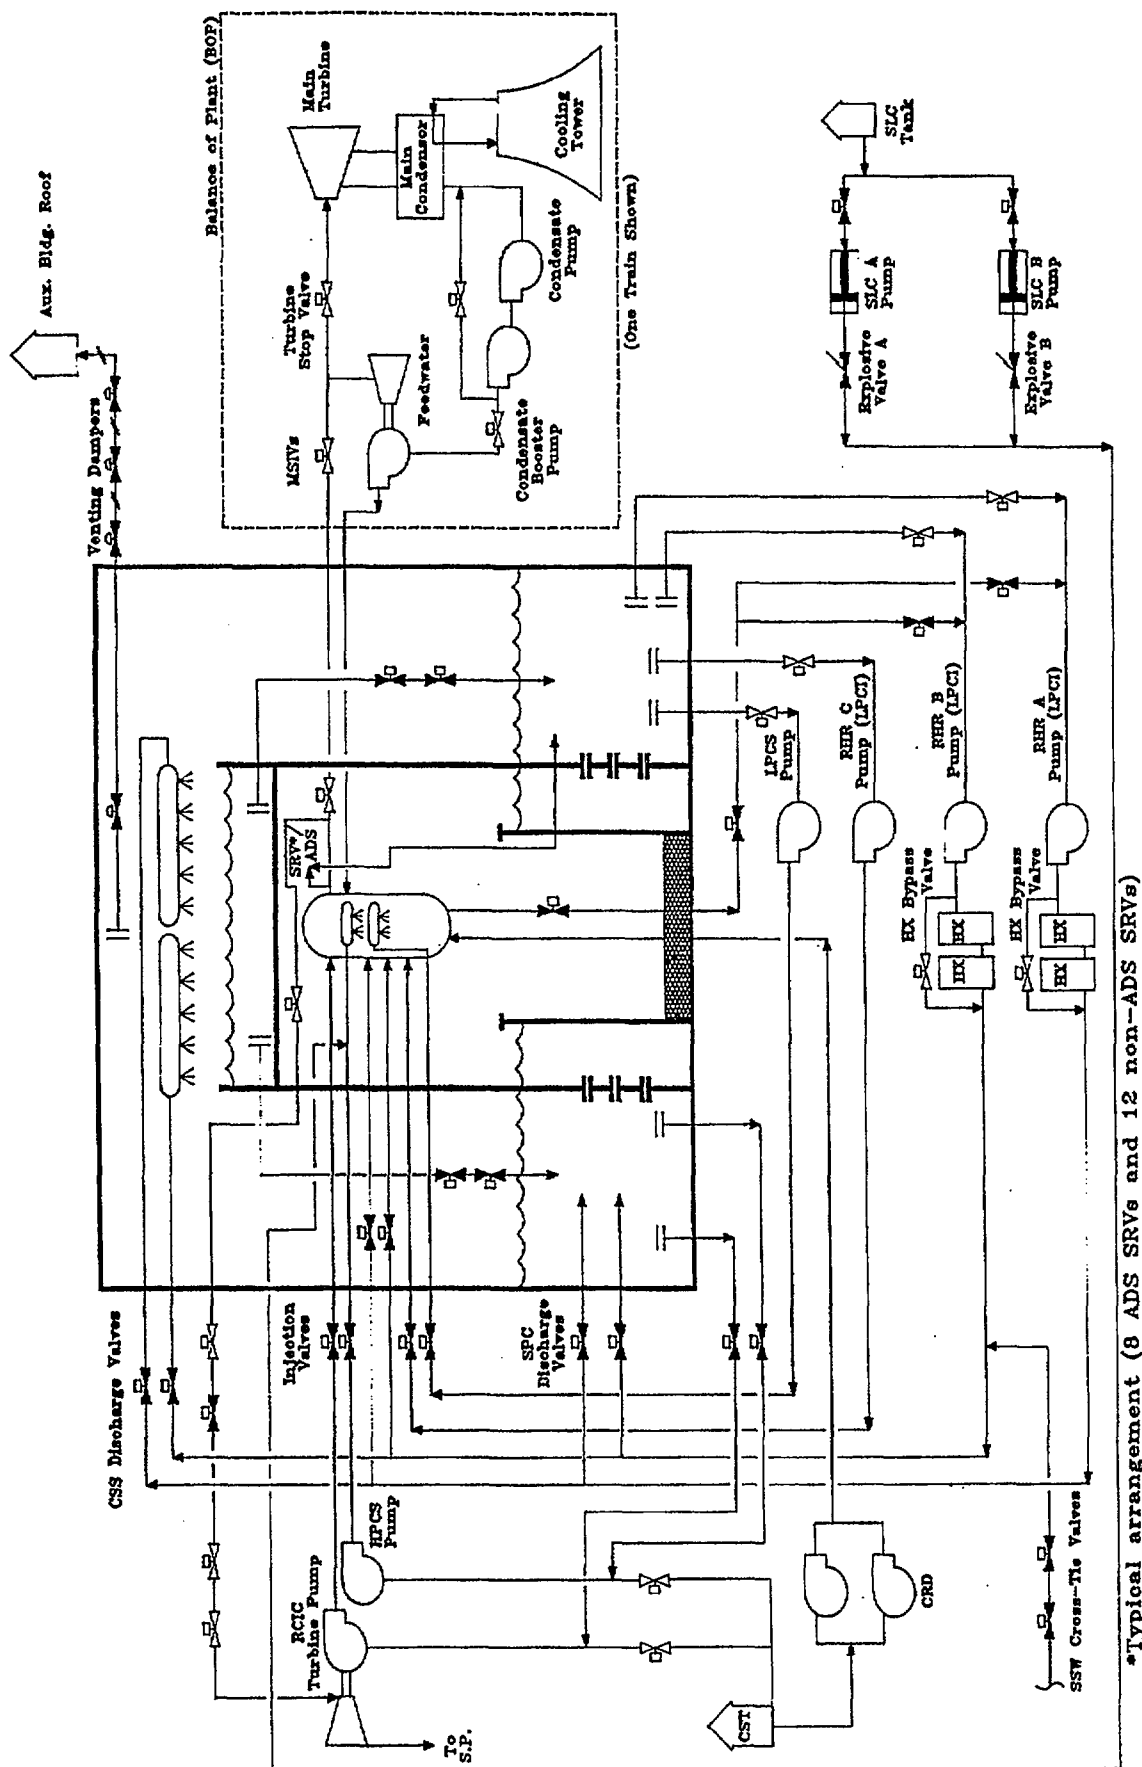 Aux. Bldg. Roof
Venting Dampers
Balance of Plant (BOP)
Main
Turbine
Turbine
Stop Valve
MSIVs
Feedwater
Main
Condensor
Cooling
Tower
Condensate
Pump
Condensate
Booster
Pump
(One Train Shown)
SLC
Tank
SLC A
Pump
SLC B
Pump
Explosive
Valve A
Explosive
Valve B
SRV*/
ADS
LPCS
Pump
RHR C
Pump (LPCI)
RHR B
Pump (LPCI)
RHR A
Pump (LPCI)
HX Bypass
Valve
HX
HX
HX Bypass
Valve
HX
HX
CSS Discharge Valves
Injection
Valves
SPC
Discharge
Valves
HPCS
Pump
RCIC
Turbine Pump
To
S.P.
CST
CRD
SSW Cross-Tie Valves
*Typical arrangement (8 ADS SRVs and 12 non-ADS SRVs)